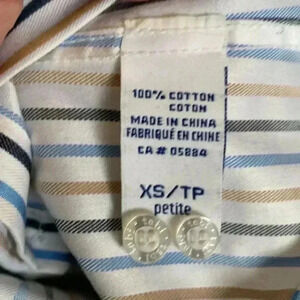 100% COTTON
COTON
MADE IN CHINA
FABRIQUÉ EN CHINE
CA # 05884
XS/TP
petite